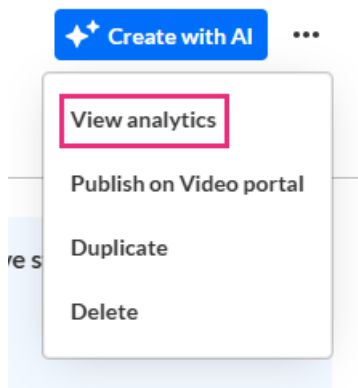 Create with AI
View analytics
Publish on Video portal
Duplicate
Delete